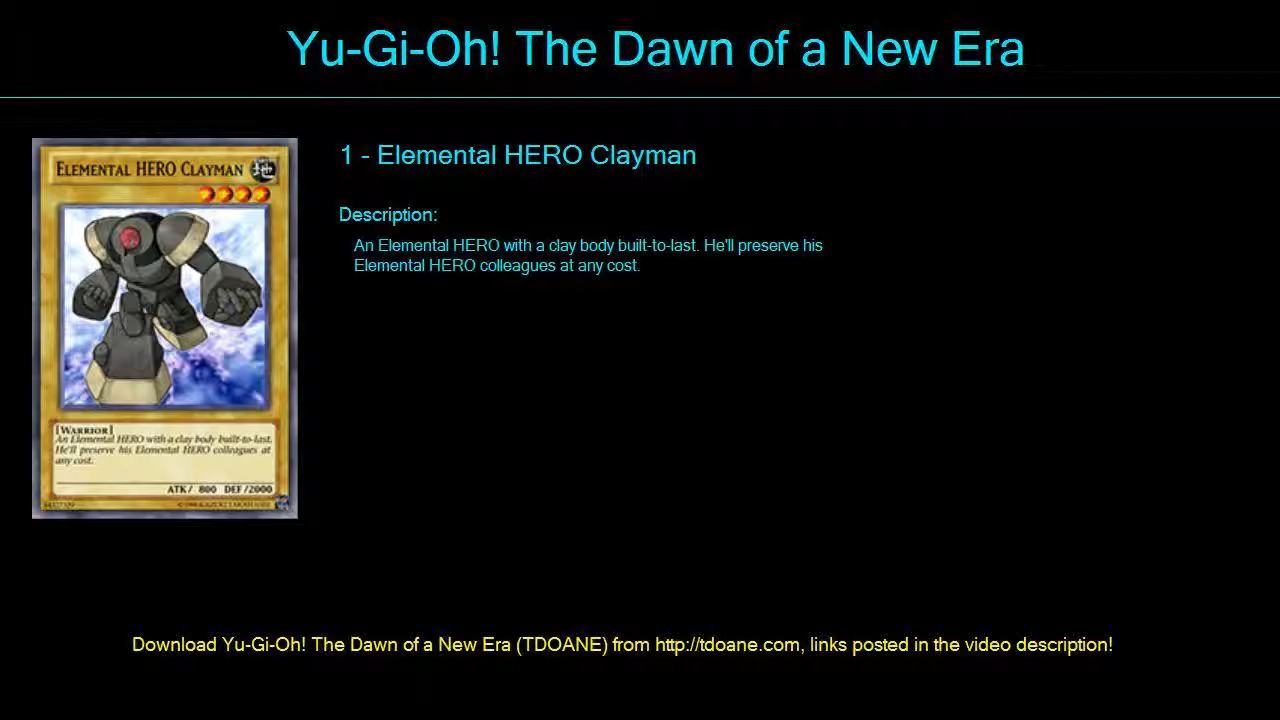 Yu-Gi-Oh! The Dawn of a New Era
1 - Elemental HERO Clayman
Description:
An Elemental HERO with a clay body built-to-last. He'll preserve his
Elemental HERO colleagues at any cost.
ELEMENTAL HERO CLAYMAN
地
[WARRIOR]
An Elemental HERO with a clay body built-to-last.
He'll preserve his Elemental HERO colleagues at
any cost.
ATK/ 800 DEF/2000
Download Yu-Gi-Oh! The Dawn of a New Era (TDOANE) from http://tdoane.com, links posted in the video description!